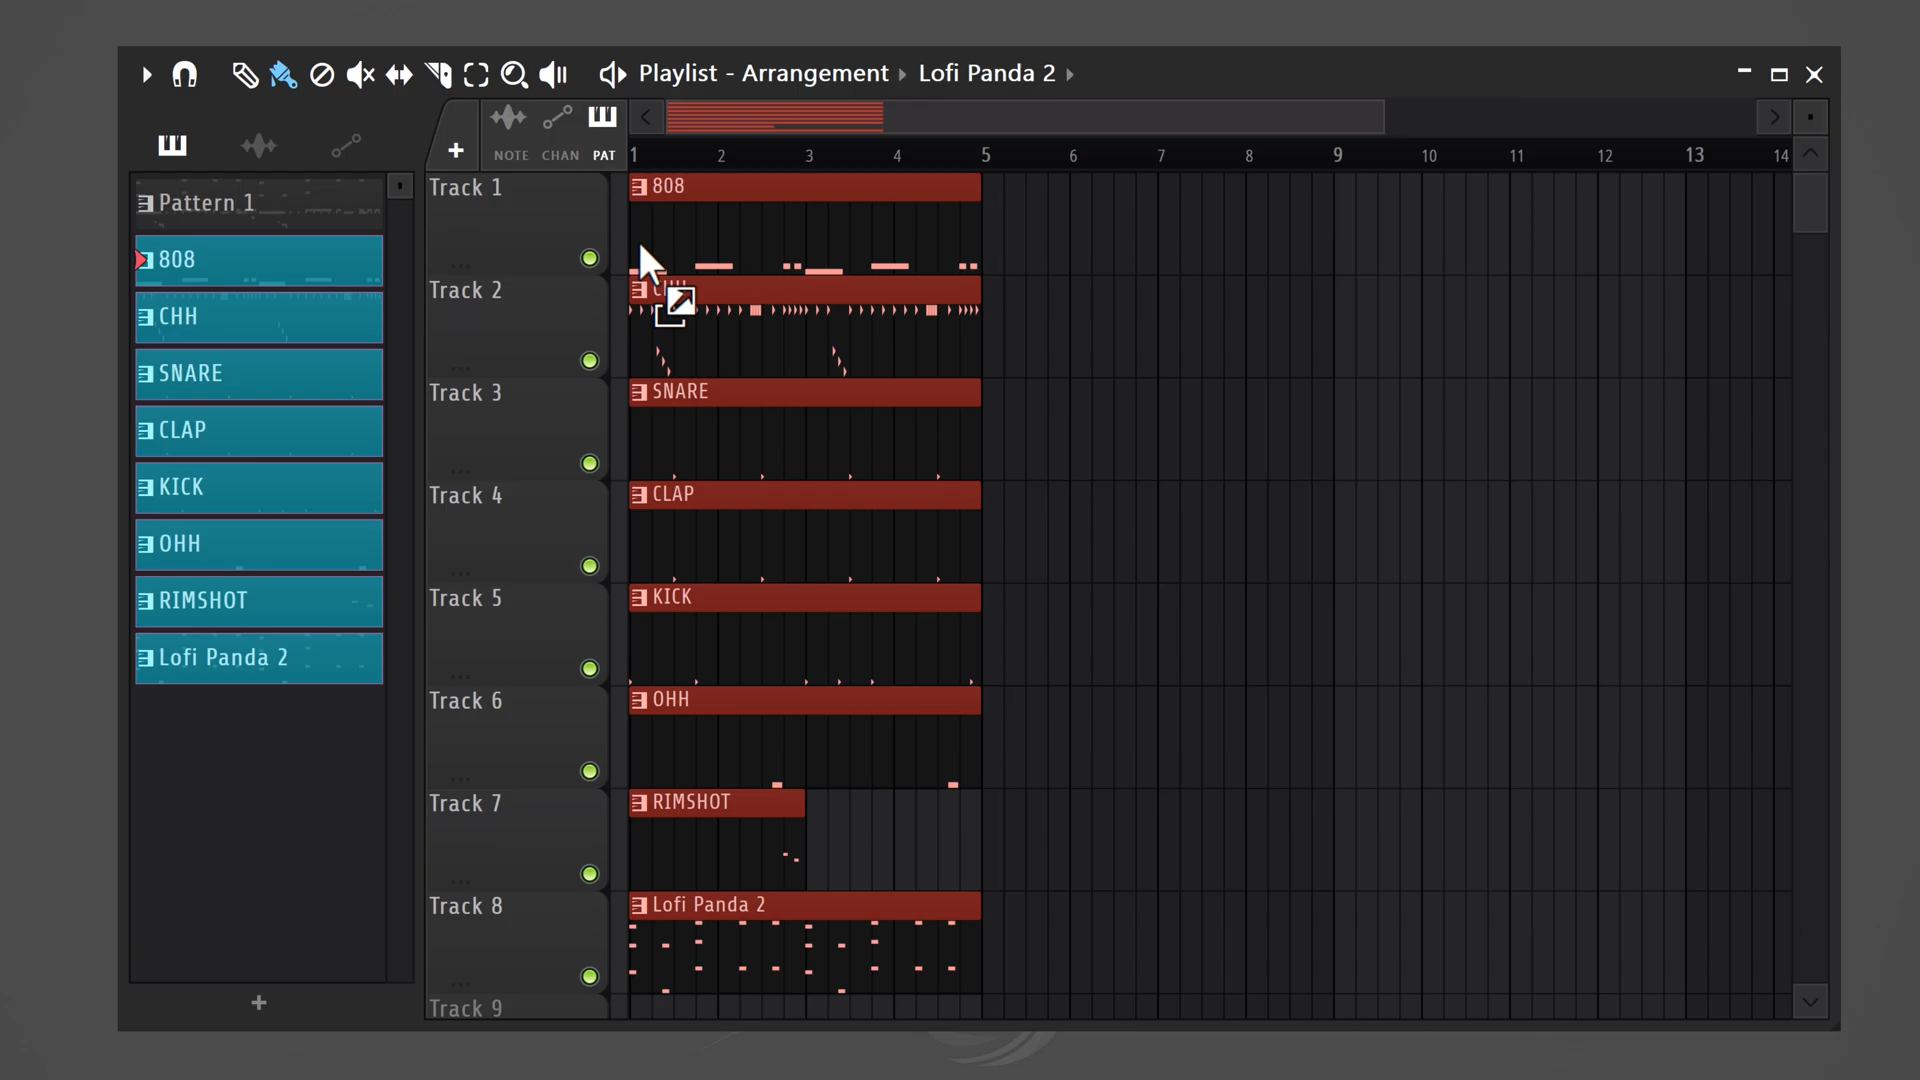 Playlist - Arrangement › Lofi Panda 2 ›
NOTE CHAN PAT
1 2 3 4 5 6 7 8 9 10 11 12 13 14
Pattern 1
808
CHH
SNARE
CLAP
KICK
OHH
RIMSHOT
Lofi Panda 2
Track 1
808
Track 2
Track 3
SNARE
Track 4
CLAP
Track 5
KICK
Track 6
OHH
Track 7
RIMSHOT
Track 8
Lofi Panda 2
Track 9